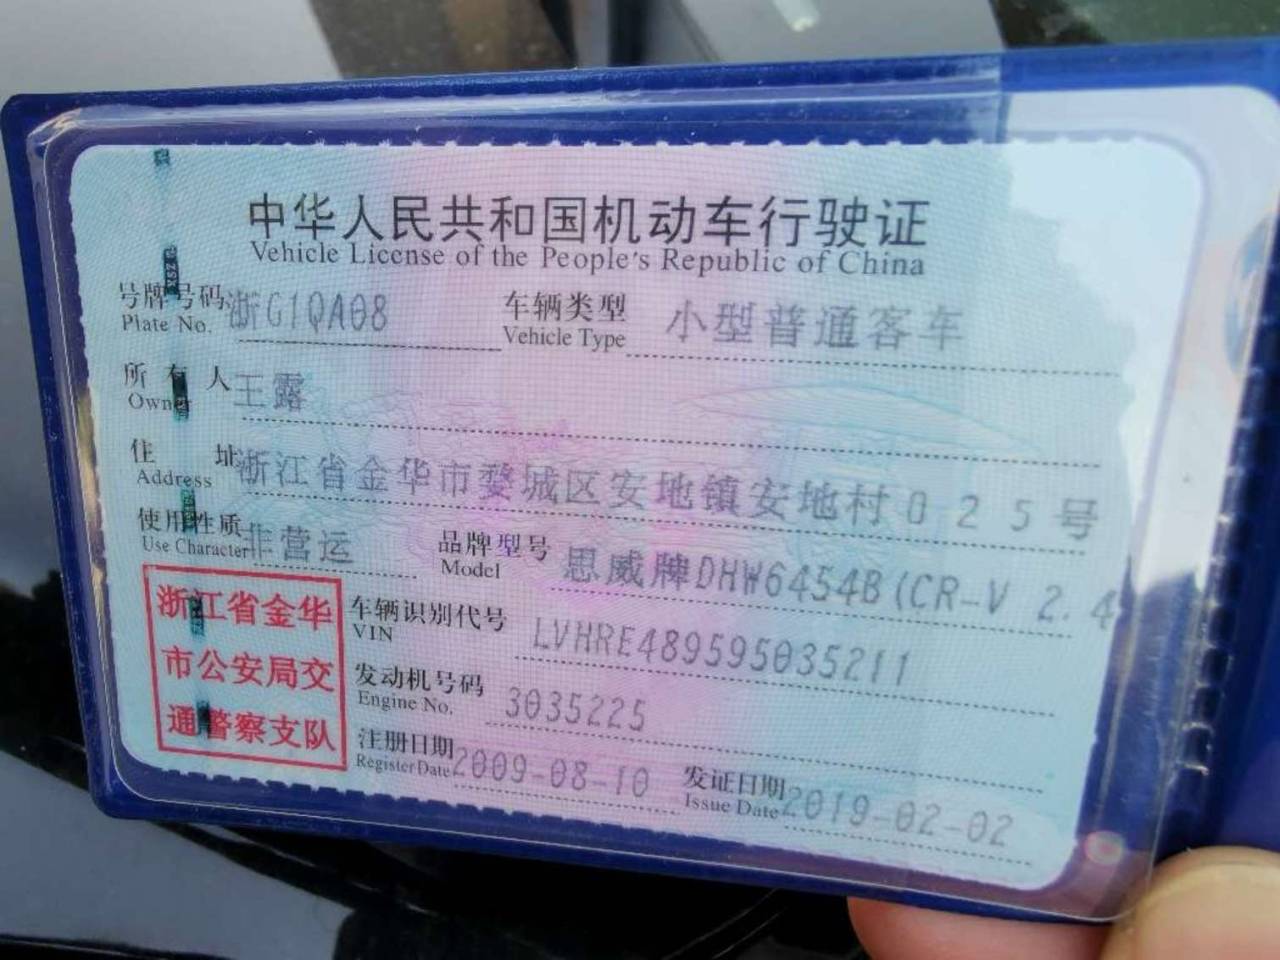 中华人民共和国机动车行驶证
Vehicle License of the People's Republic of China
号牌号码 浙G1QA08 车辆类型 小型普通客车
Plate No. Vehicle Type
所有人 王露
Owner
住址 浙江省金华市婺城区安地镇安地村025号
Address
使用性质 非营运 品牌型号 思威牌DHW6454B(CR-V 2.4
Use Character Model
浙江省金华
市公安局交
通警察支队
车辆识别代号 LVHRE489595035211
VIN
发动机号码 3035225
Engine No.
注册日期 2009-08-10 发证日期 2019-02-02
Register Date Issue Date